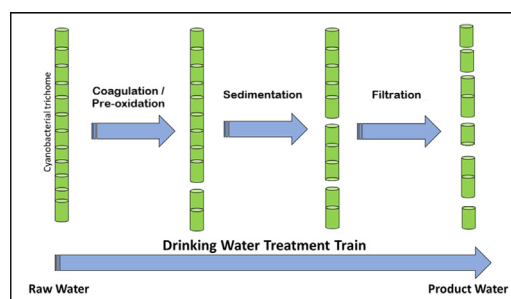 Cyanobacterial trichome
Coagulation /
Pre-oxidation
Sedimentation
Filtration
Drinking Water Treatment Train
Raw Water
Product Water